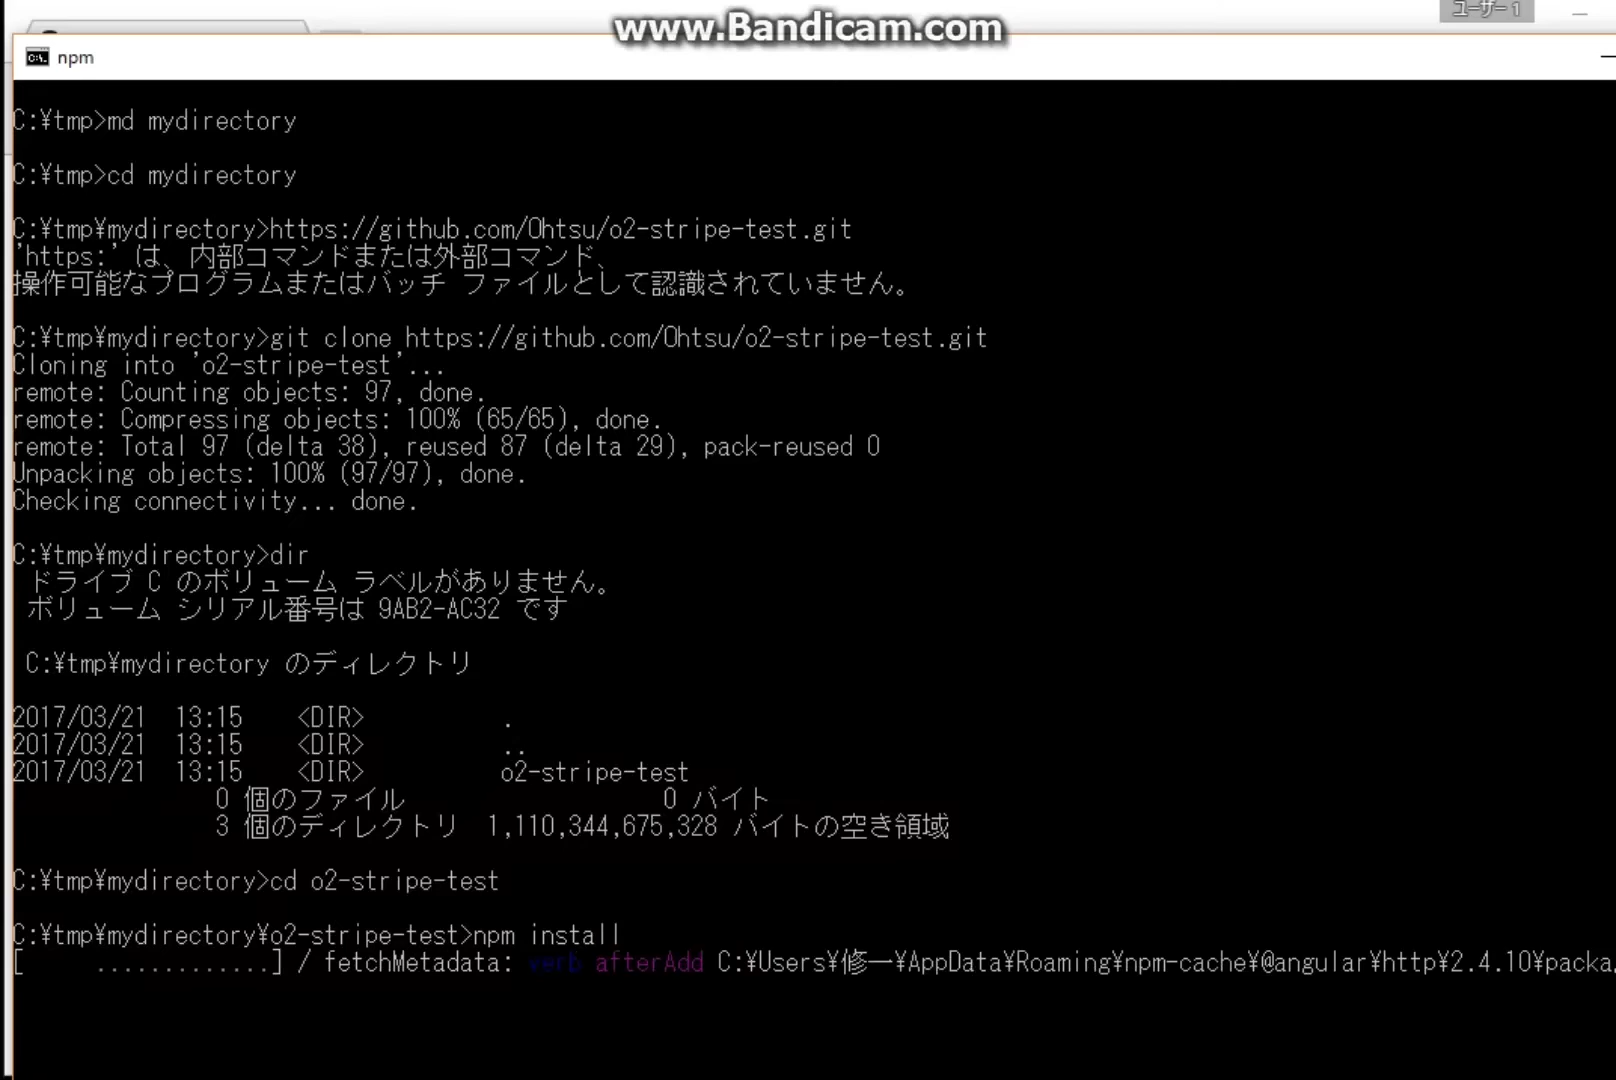 ユーザー1
www.Bandicam.com
npm
C:¥tmp>md mydirectory
C:¥tmp>cd mydirectory
C:¥tmp¥mydirectory>https://github.com/Ohtsu/o2-stripe-test.git
'https:' は、内部コマンドまたは外部コマンド、
操作可能なプログラムまたはバッチ ファイルとして認識されていません。
C:¥tmp¥mydirectory>git clone https://github.com/Ohtsu/o2-stripe-test.git
Cloning into 'o2-stripe-test'...
remote: Counting objects: 97, done.
remote: Compressing objects: 100% (65/65), done.
remote: Total 97 (delta 38), reused 87 (delta 29), pack-reused 0
Unpacking objects: 100% (97/97), done.
Checking connectivity... done.
C:¥tmp¥mydirectory>dir
ドライブ C のボリューム ラベルがありません。
ボリューム シリアル番号は 9AB2-AC32 です
C:¥tmp¥mydirectory のディレクトリ
2017/03/21  13:15    <DIR>          .
2017/03/21  13:15    <DIR>          ..
2017/03/21  13:15    <DIR>          o2-stripe-test
0 個のファイル                   0 バイト
3 個のディレクトリ  1,110,344,675,328 バイトの空き領域
C:¥tmp¥mydirectory>cd o2-stripe-test
C:¥tmp¥mydirectory¥o2-stripe-test>npm install
[      .............] / fetchMetadata: verb afterAdd C:¥Users¥修一¥AppData¥Roaming¥npm-cache¥@angular¥http¥2.4.10¥packa